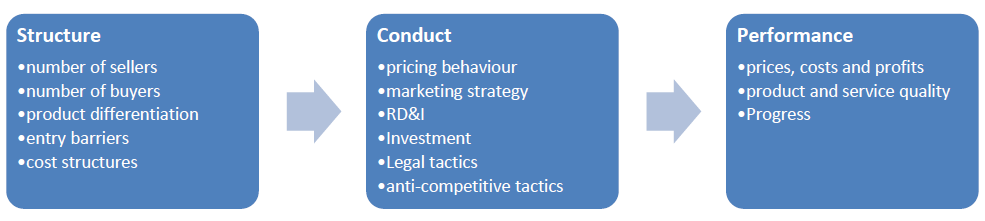 Structure
•number of sellers
•number of buyers
•product differentiation
•entry barriers
•cost structures
Conduct
•pricing behaviour
•marketing strategy
•RD&I
•Investment
•Legal tactics
•anti-competitive tactics
Performance
•prices, costs and profits
•product and service quality
•Progress